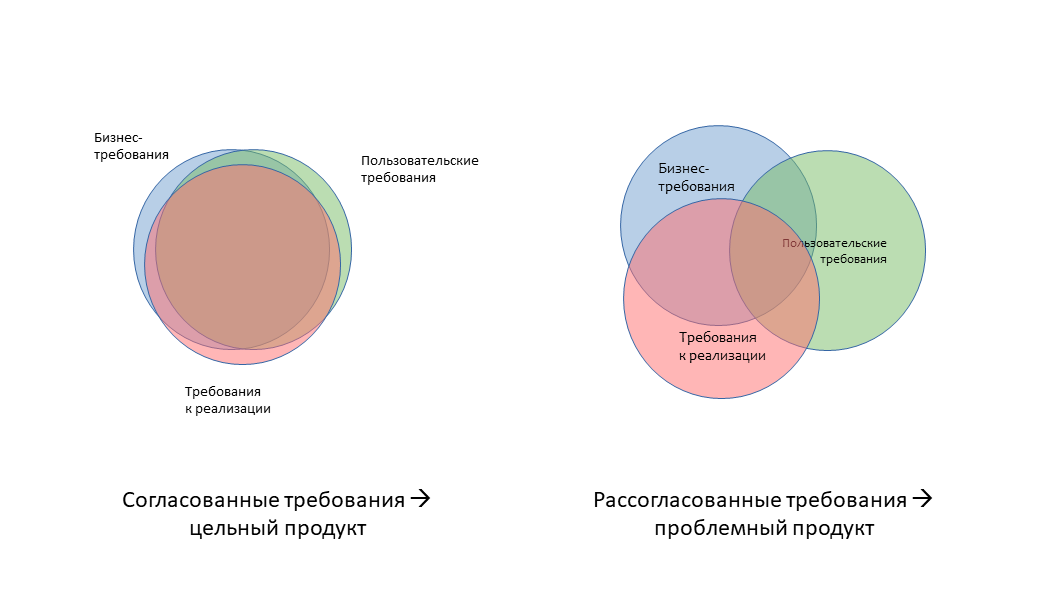 Бизнес-
требования
Пользовательские
требования
Требования
к реализации
Согласованные требования →
цельный продукт
Бизнес-
требования
Пользовательские
требования
Требования
к реализации
Рассогласованные требования →
проблемный продукт